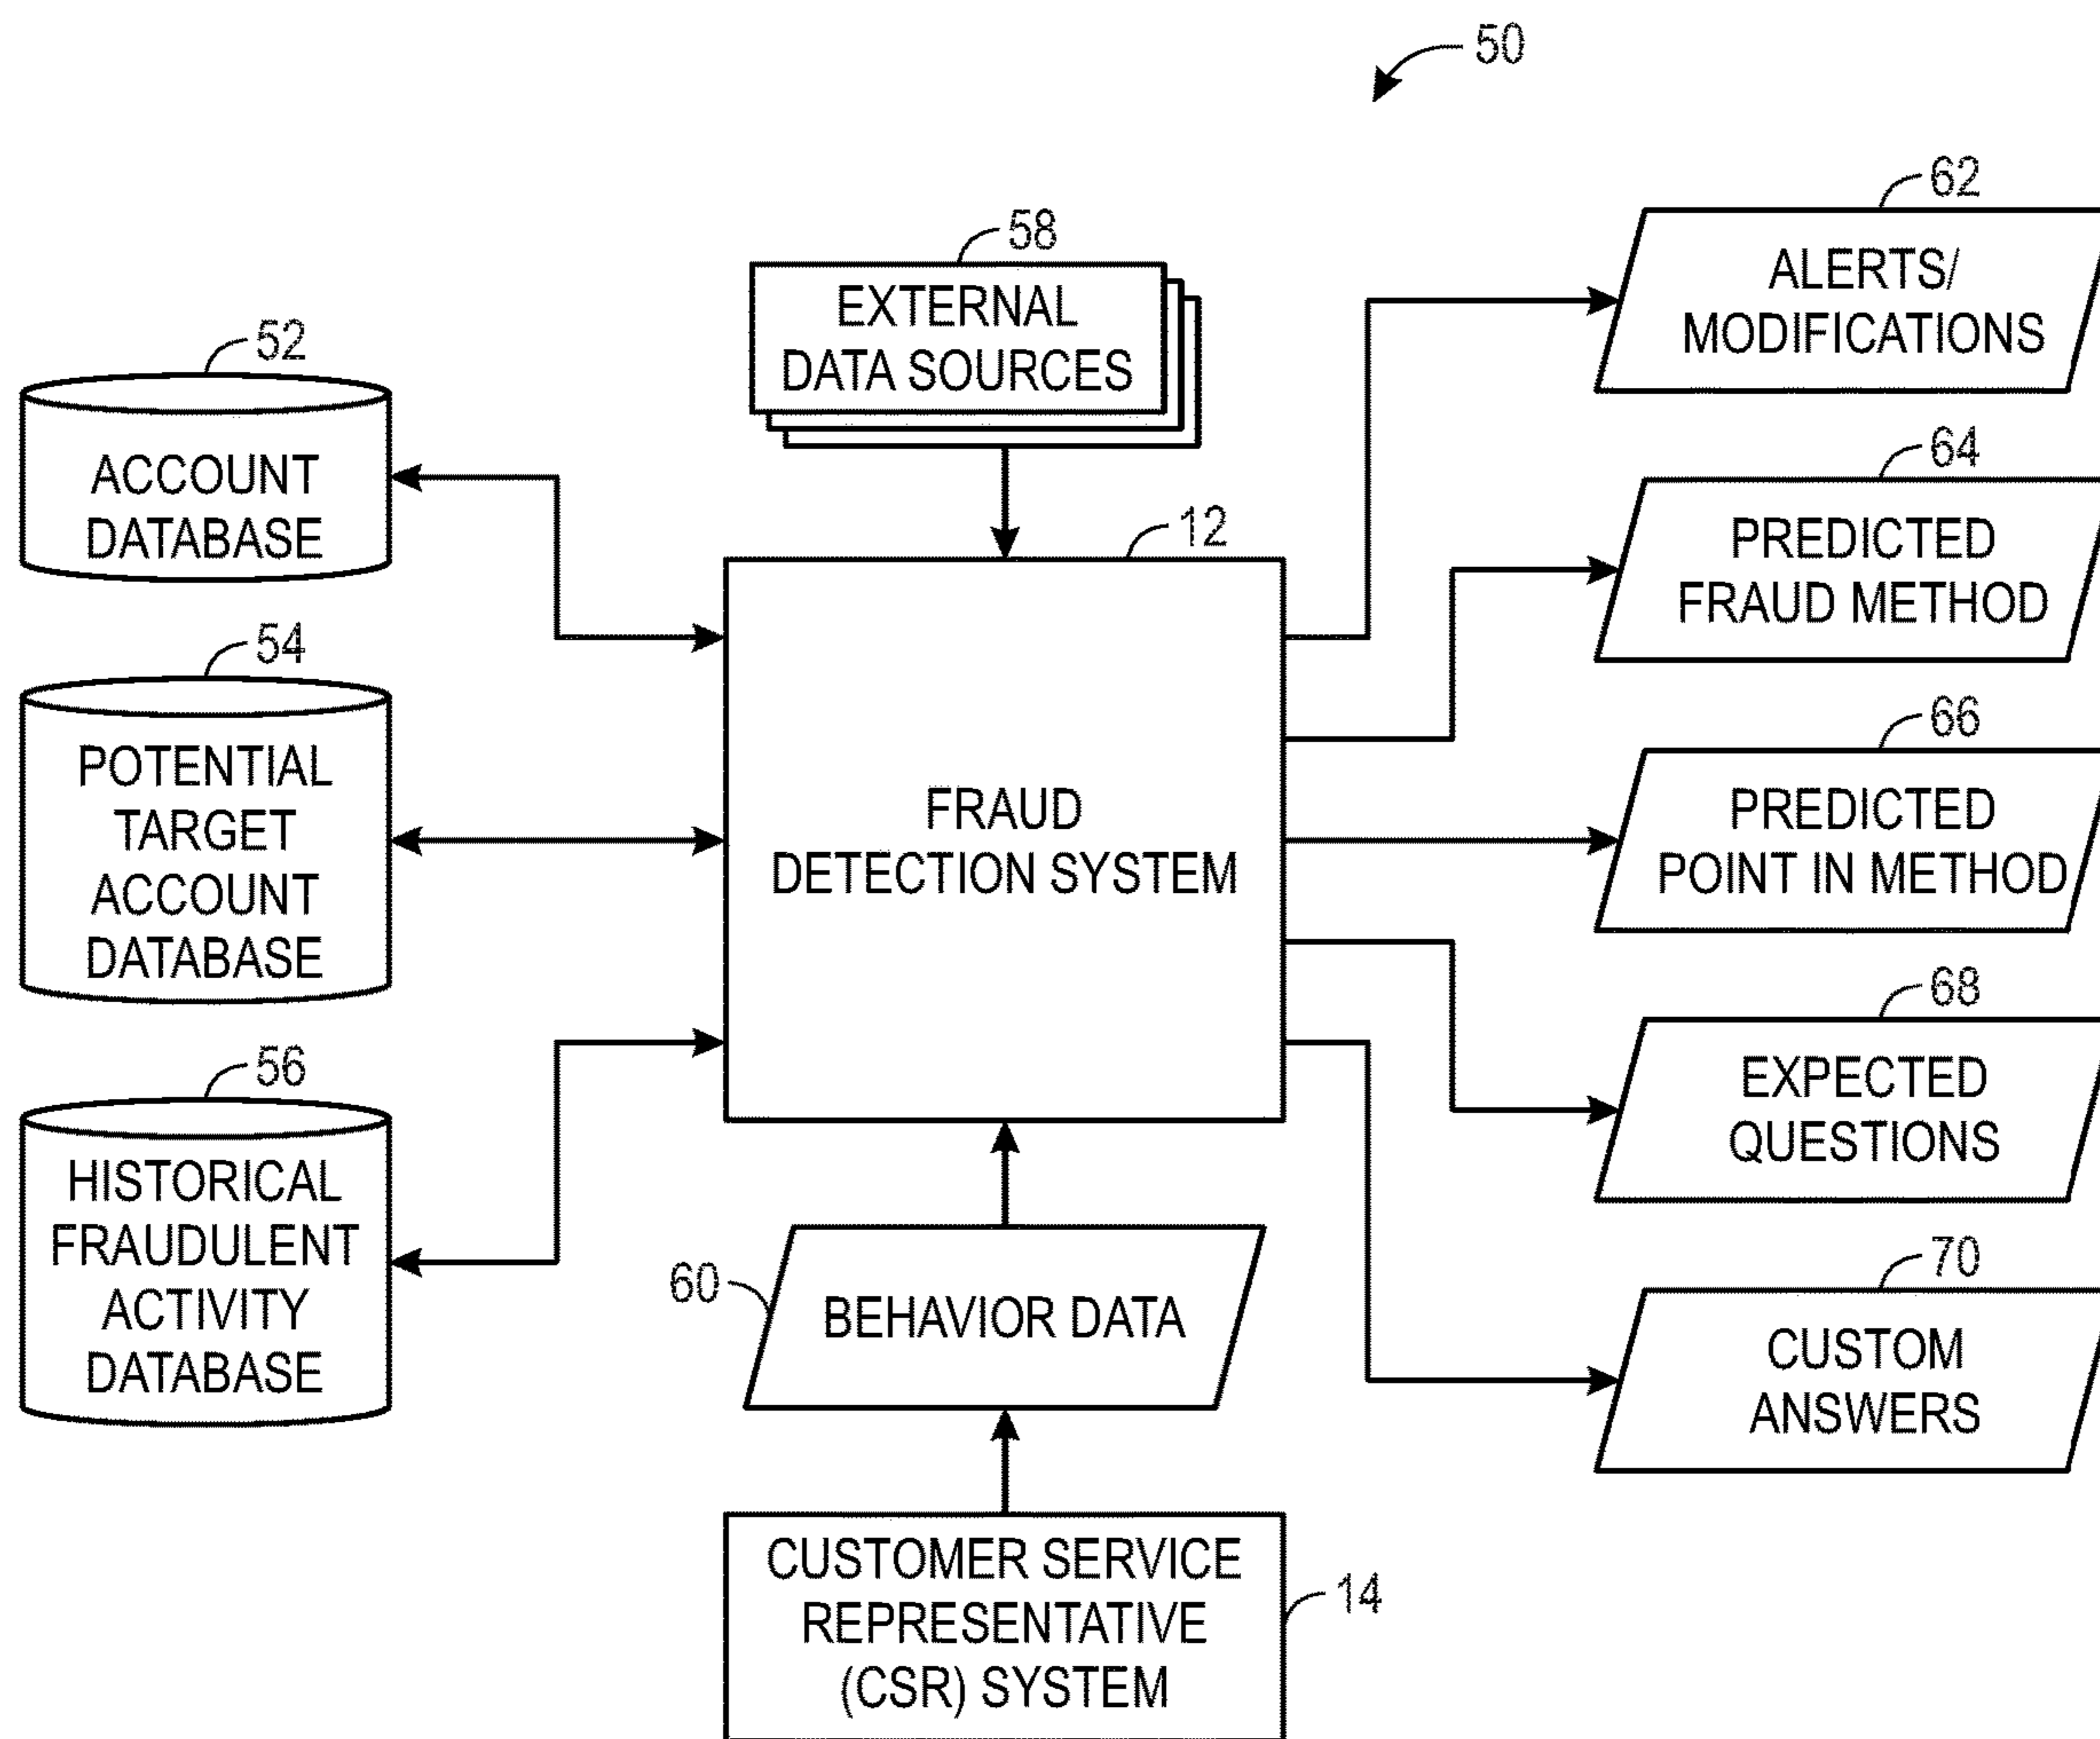 50
58
EXTERNAL
DATA SOURCES
52
ACCOUNT
DATABASE
54
POTENTIAL
TARGET
ACCOUNT
DATABASE
56
HISTORICAL
FRAUDULENT
ACTIVITY
DATABASE
12
FRAUD
DETECTION SYSTEM
60
BEHAVIOR DATA
CUSTOMER SERVICE
REPRESENTATIVE
(CSR) SYSTEM
14
62
ALERTS/
MODIFICATIONS
64
PREDICTED
FRAUD METHOD
66
PREDICTED
POINT IN METHOD
68
EXPECTED
QUESTIONS
70
CUSTOM
ANSWERS